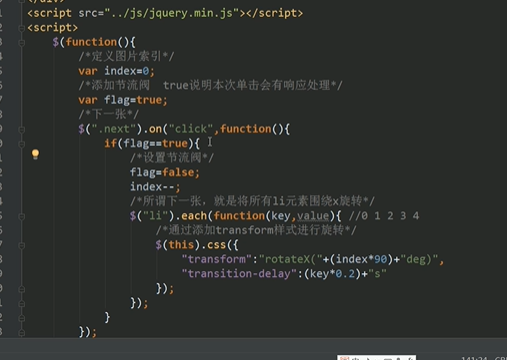 <script src="../js/jquery.min.js"></script>
<script>
$(function(){
/*定义图片索引*/
var index=0;
/*添加节流阀 true说明本次单击会有响应处理*/
var flag=true;
/*下一张*/
$(".next").on("click",function(){
if(flag==true){
/*设置节流阀*/
flag=false;
index--;
/*所谓下一张，就是将所有li元素围绕x旋转*/
$("li").each(function(key,value){ //0 1 2 3 4
/*通过添加transform样式进行旋转*/
$(this).css({
"transform":"rotateX("+(index*90)+"deg)",
"transition-delay":(key*0.2)+"s"
});
});
}
});